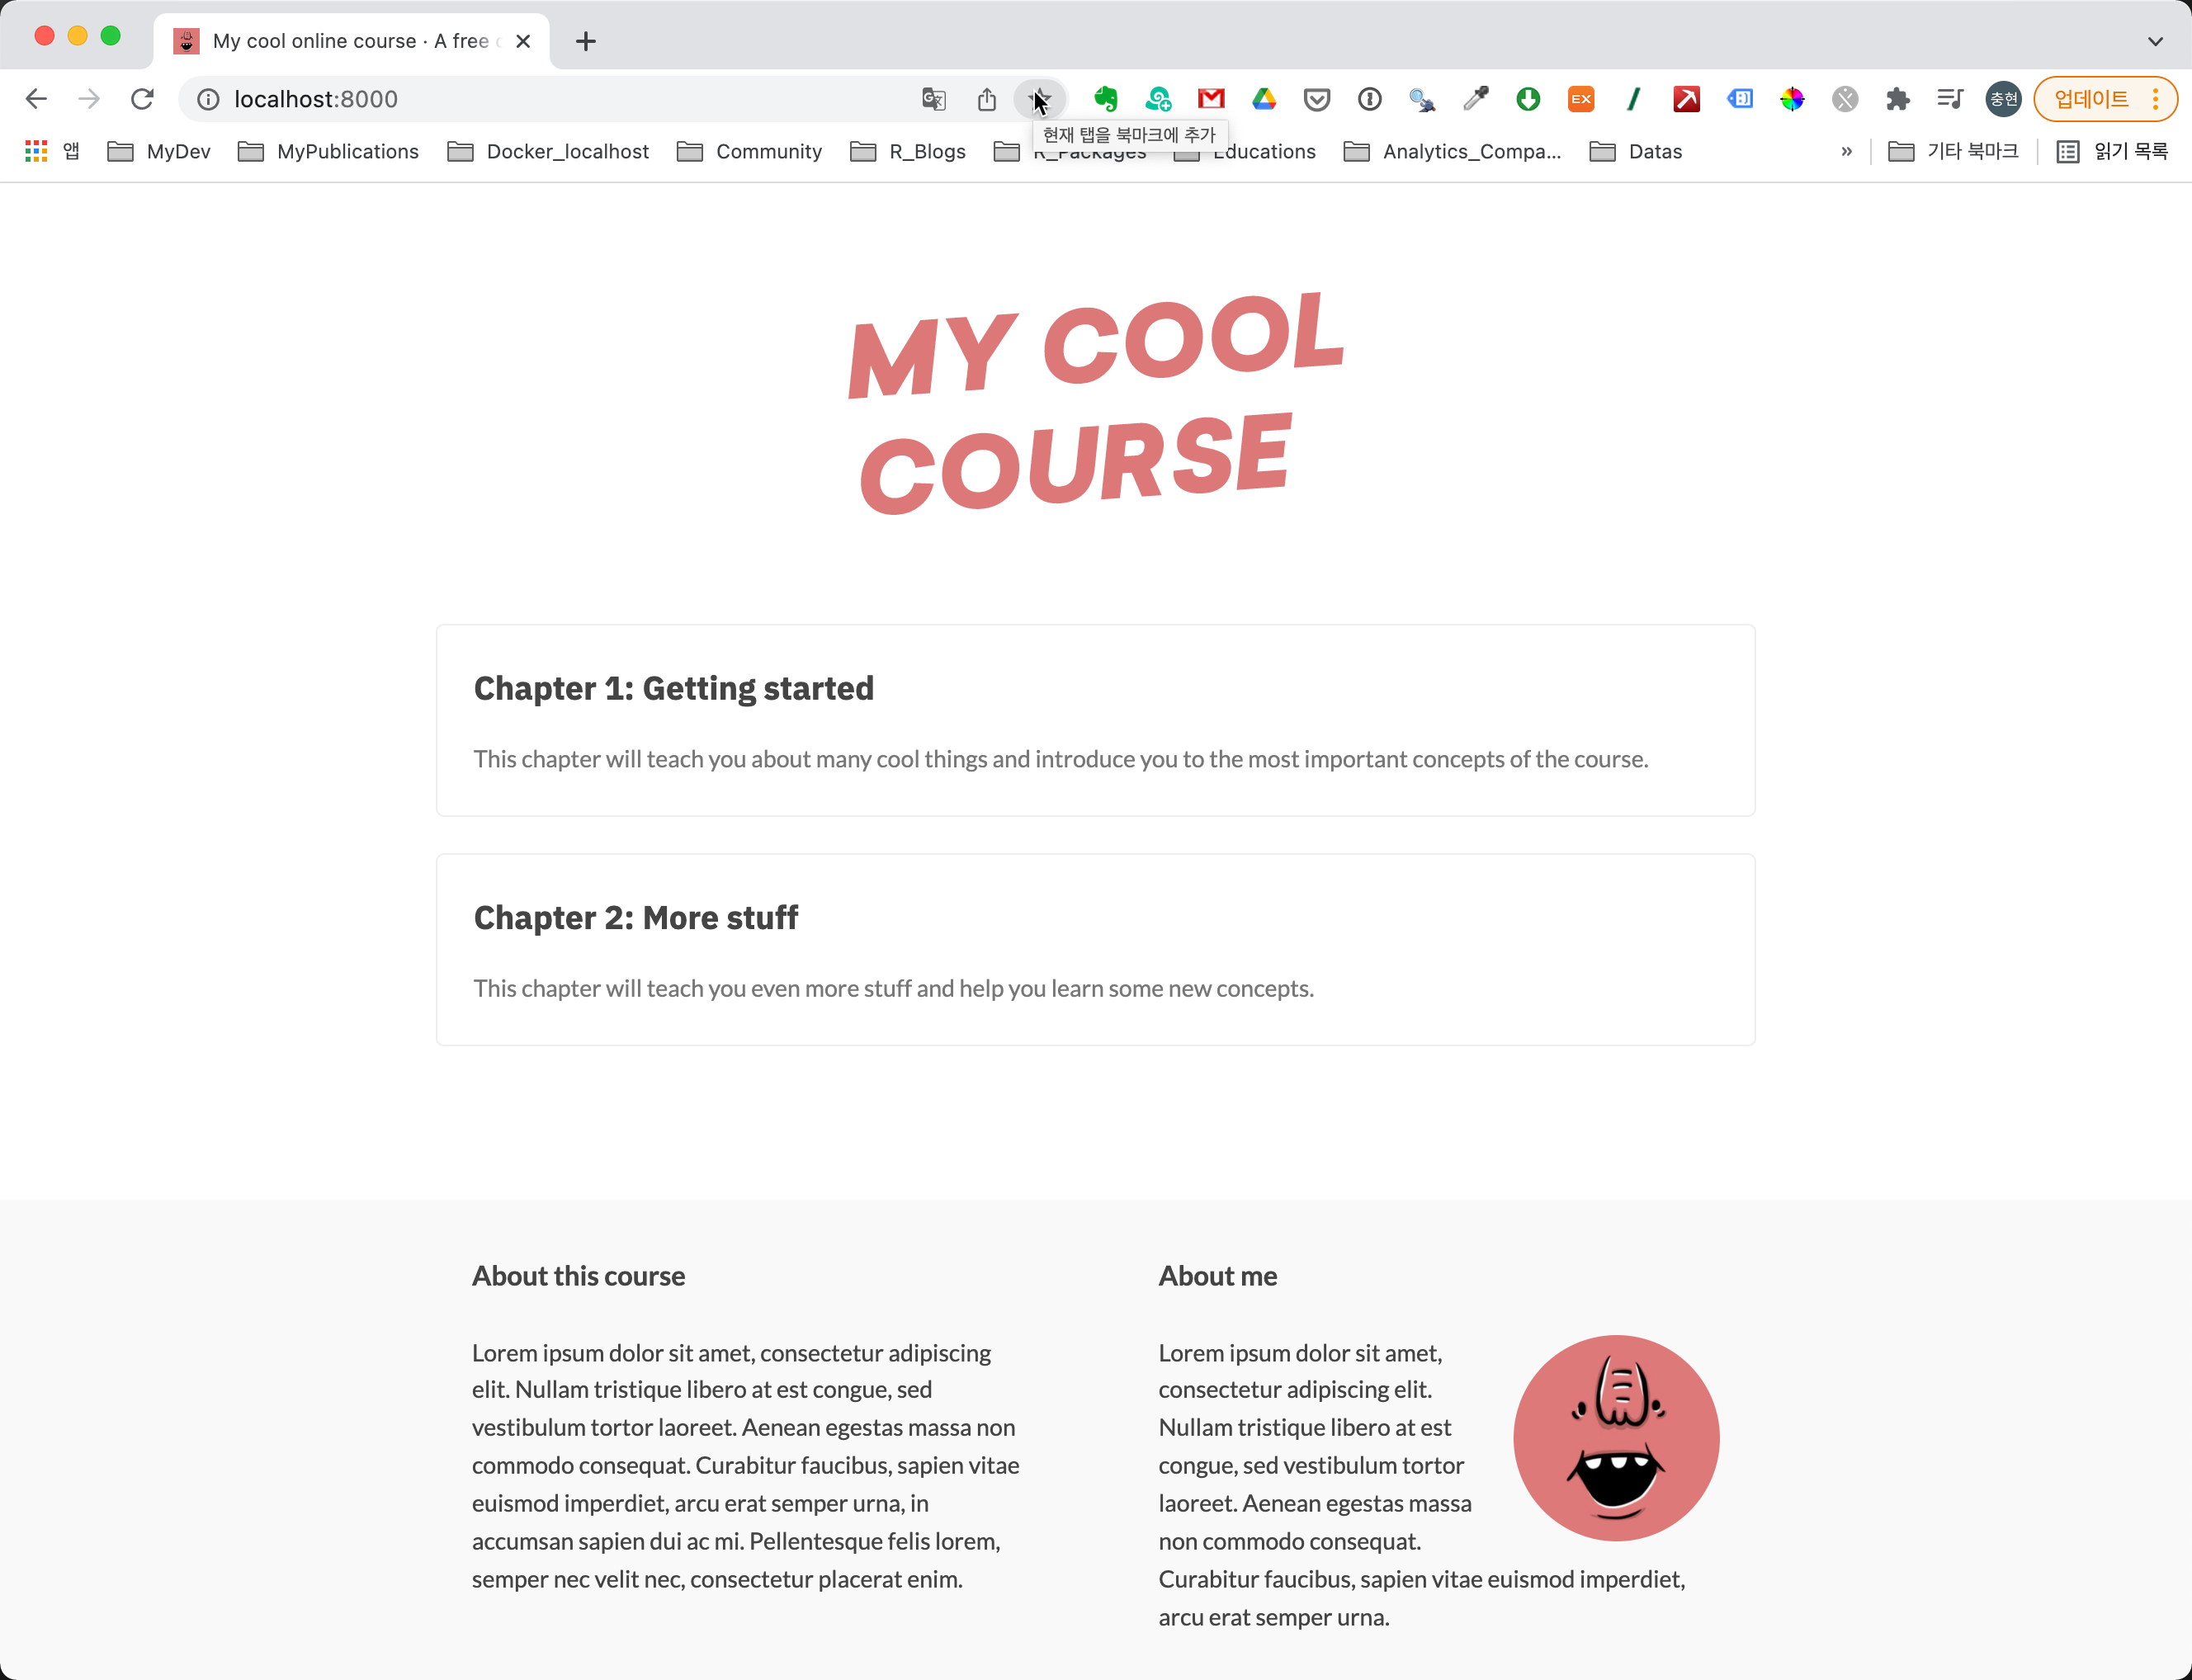 My cool online course · A free
localhost:8000
EX
충현
업데이트
현재 탭을 북마크에 추가
앱 MyDev MyPublications Docker_localhost Community R_Blogs R_Packages Educations Analytics_Compa... Datas » 기타 북마크 읽기 목록
MY COOL
COURSE
Chapter 1: Getting started
This chapter will teach you about many cool things and introduce you to the most important concepts of the course.
Chapter 2: More stuff
This chapter will teach you even more stuff and help you learn some new concepts.
About this course
Lorem ipsum dolor sit amet, consectetur adipiscing
elit. Nullam tristique libero at est congue, sed
vestibulum tortor laoreet. Aenean egestas massa non
commodo consequat. Curabitur faucibus, sapien vitae
euismod imperdiet, arcu erat semper urna, in
accumsan sapien dui ac mi. Pellentesque felis lorem,
semper nec velit nec, consectetur placerat enim.
About me
Lorem ipsum dolor sit amet,
consectetur adipiscing elit.
Nullam tristique libero at est
congue, sed vestibulum tortor
laoreet. Aenean egestas massa
non commodo consequat.
Curabitur faucibus, sapien vitae euismod imperdiet,
arcu erat semper urna.